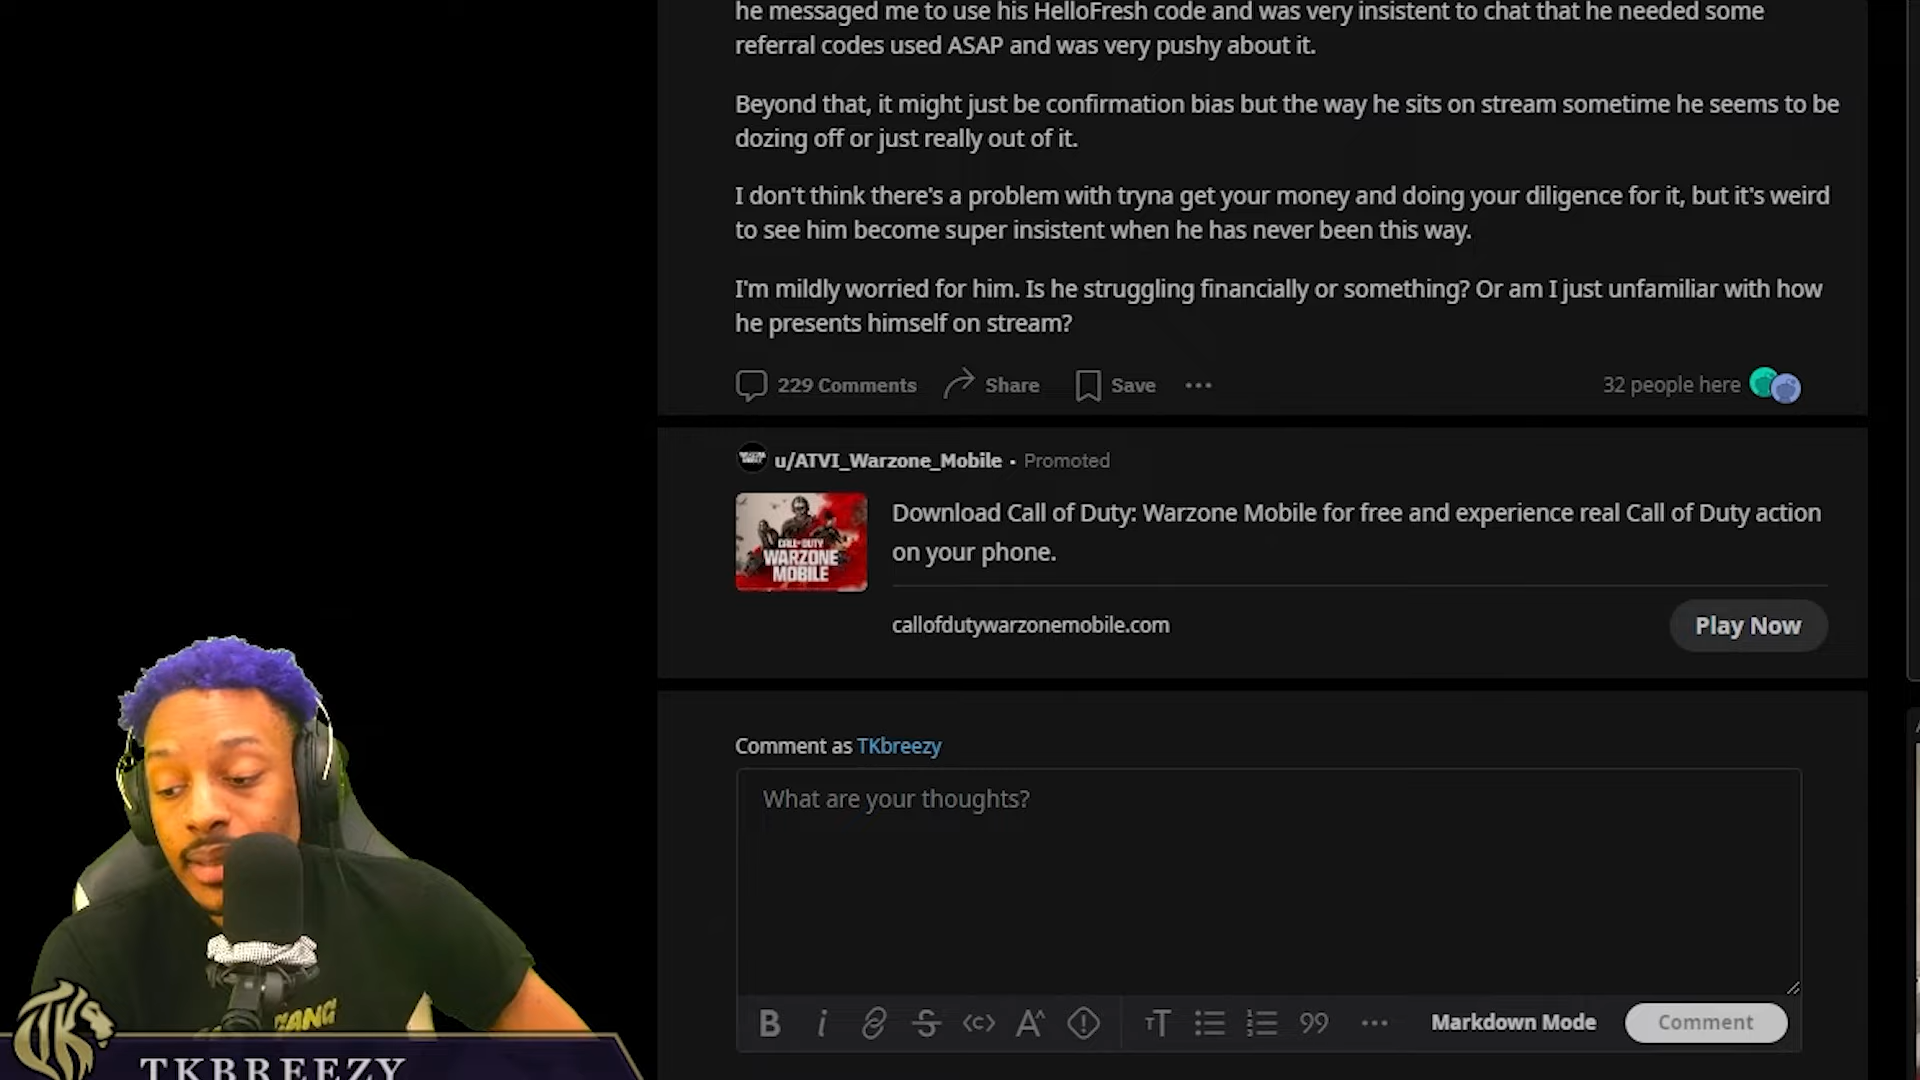 he messaged me to use his HelloFresh code and was very insistent to chat that he needed some
referral codes used ASAP and was very pushy about it.
Beyond that, it might just be confirmation bias but the way he sits on stream sometime he seems to be
dozing off or just really out of it.
I don't think there's a problem with tryna get your money and doing your diligence for it, but it's weird
to see him become super insistent when he has never been this way.
I'm mildly worried for him. Is he struggling financially or something? Or am I just unfamiliar with how
he presents himself on stream?
229 Comments Share Save ...
32 people here
u/ATVI_Warzone_Mobile • Promoted
CALL OF DUTY
WARZONE
MOBILE
Download Call of Duty: Warzone Mobile for free and experience real Call of Duty action
on your phone.
callofdutywarzonemobile.com
Play Now
Comment as TKbreezy
What are your thoughts?
Markdown Mode
Comment
GANG
TK
TKBREEZY